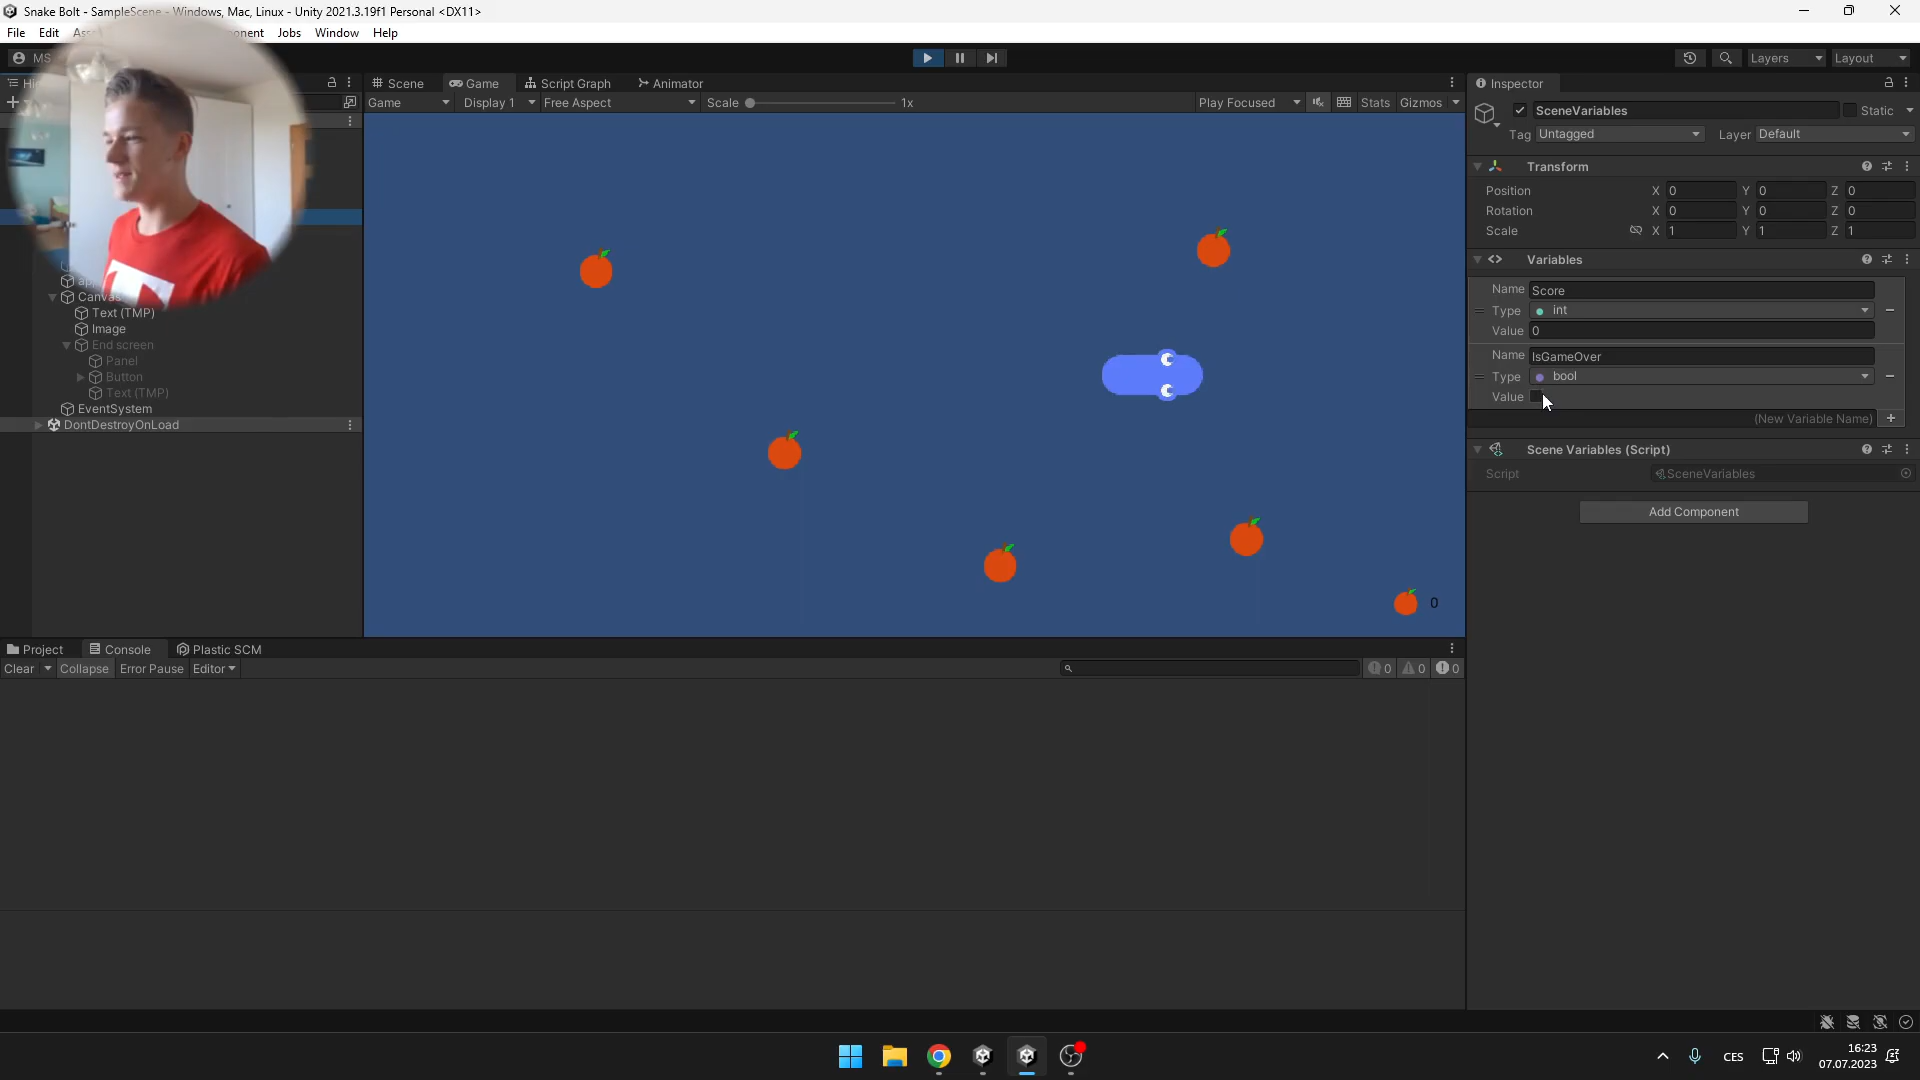 Snake Bolt - SampleScene - Windows, Mac, Linux - Unity 2021.3.19f1 Personal <DX11>
File Edit Jobs Window Help
MS
Layers Layout
Scene Game Script Graph Animator
Game Display 1 Free Aspect Scale 1x Play Focused Stats Gizmos
Canvas
Text (TMP)
Image
End screen
Panel
Button
Text (TMP)
EventSystem
DontDestroyOnLoad
0
Inspector
SceneVariables Static
Tag Untagged Layer Default
Transform
Position X 0 Y 0 Z 0
Rotation X 0 Y 0 Z 0
Scale X 1 Y 1 Z 1
Variables
Name Score
Type int
Value 0
Name IsGameOver
Type bool
Value
(New Variable Name)
Scene Variables (Script)
Script SceneVariables
Add Component
Project Console Plastic SCM
Clear Collapse Error Pause Editor 0 0 0
CES 16:23
07.07.2023